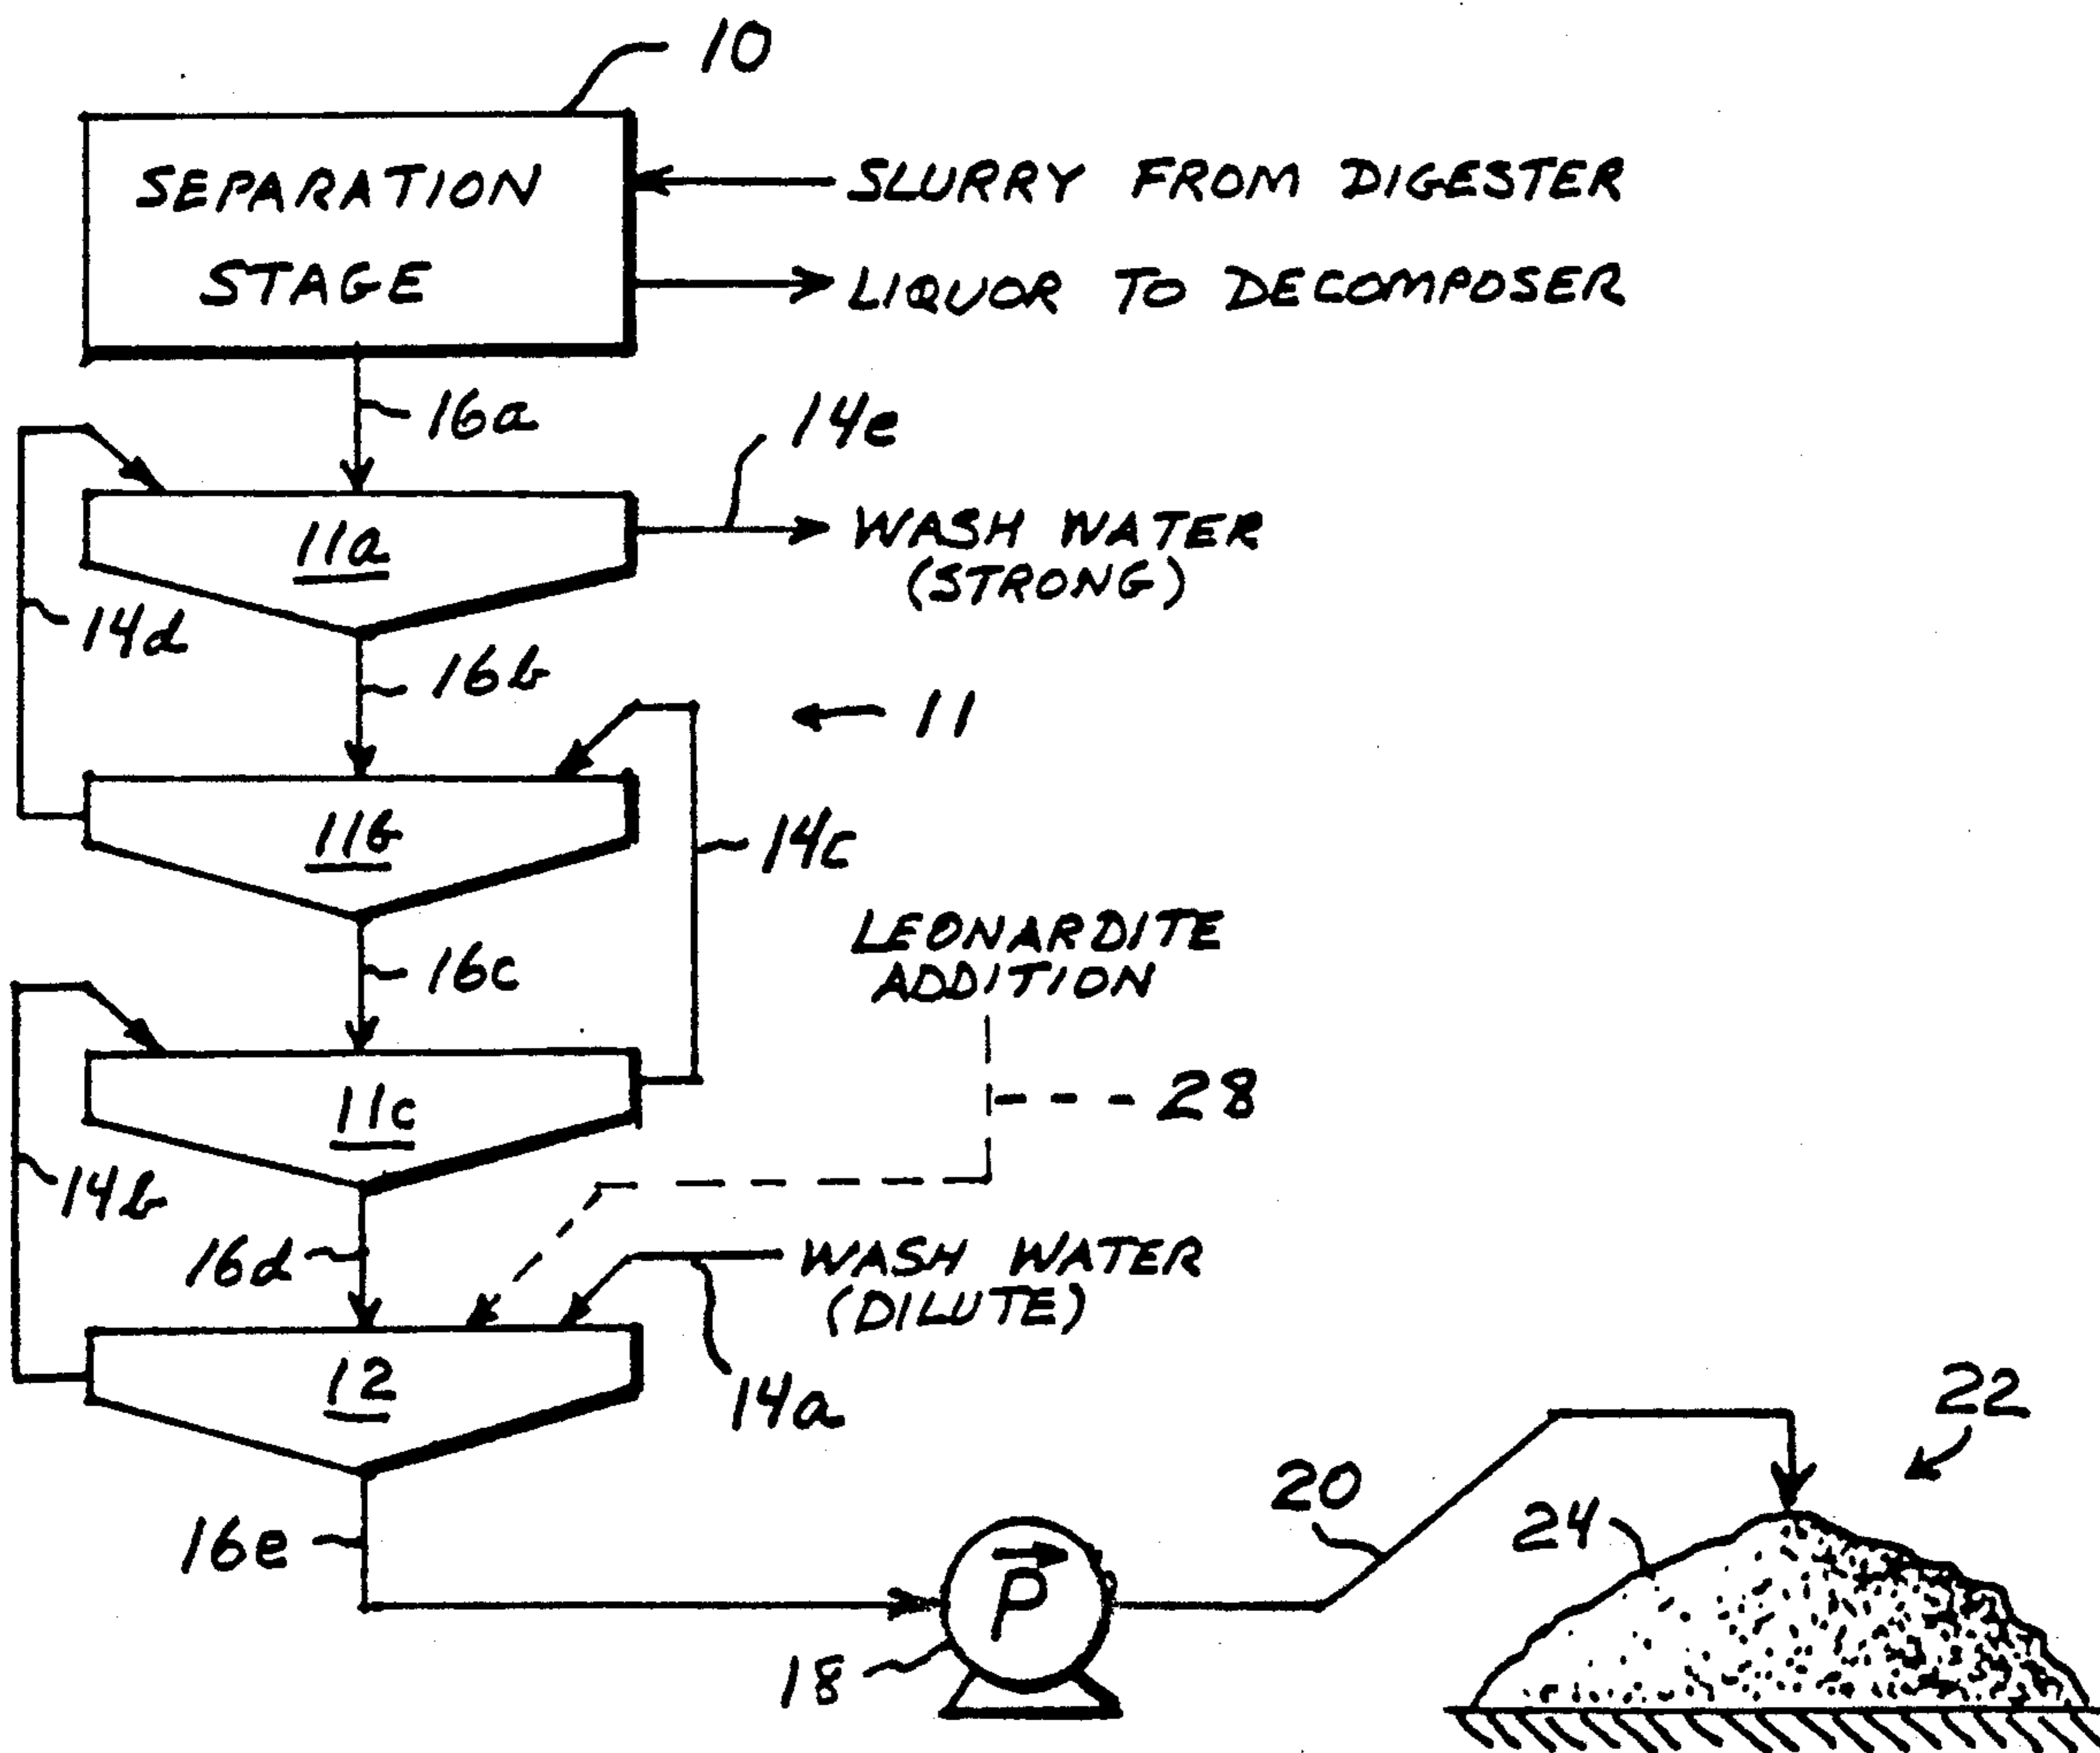 10
SEPARATION
STAGE
SLURRY FROM DIGESTER
LIQUOR TO DECOMPOSER
16a
14e
11a
WASH WATER
(STRONG)
14d
16b
11
11b
14c
LEONARDITE
ADDITION
16c
11c
28
14b
16d
WASH WATER
(DILUTE)
12
14a
22
20
24
16e
P
18